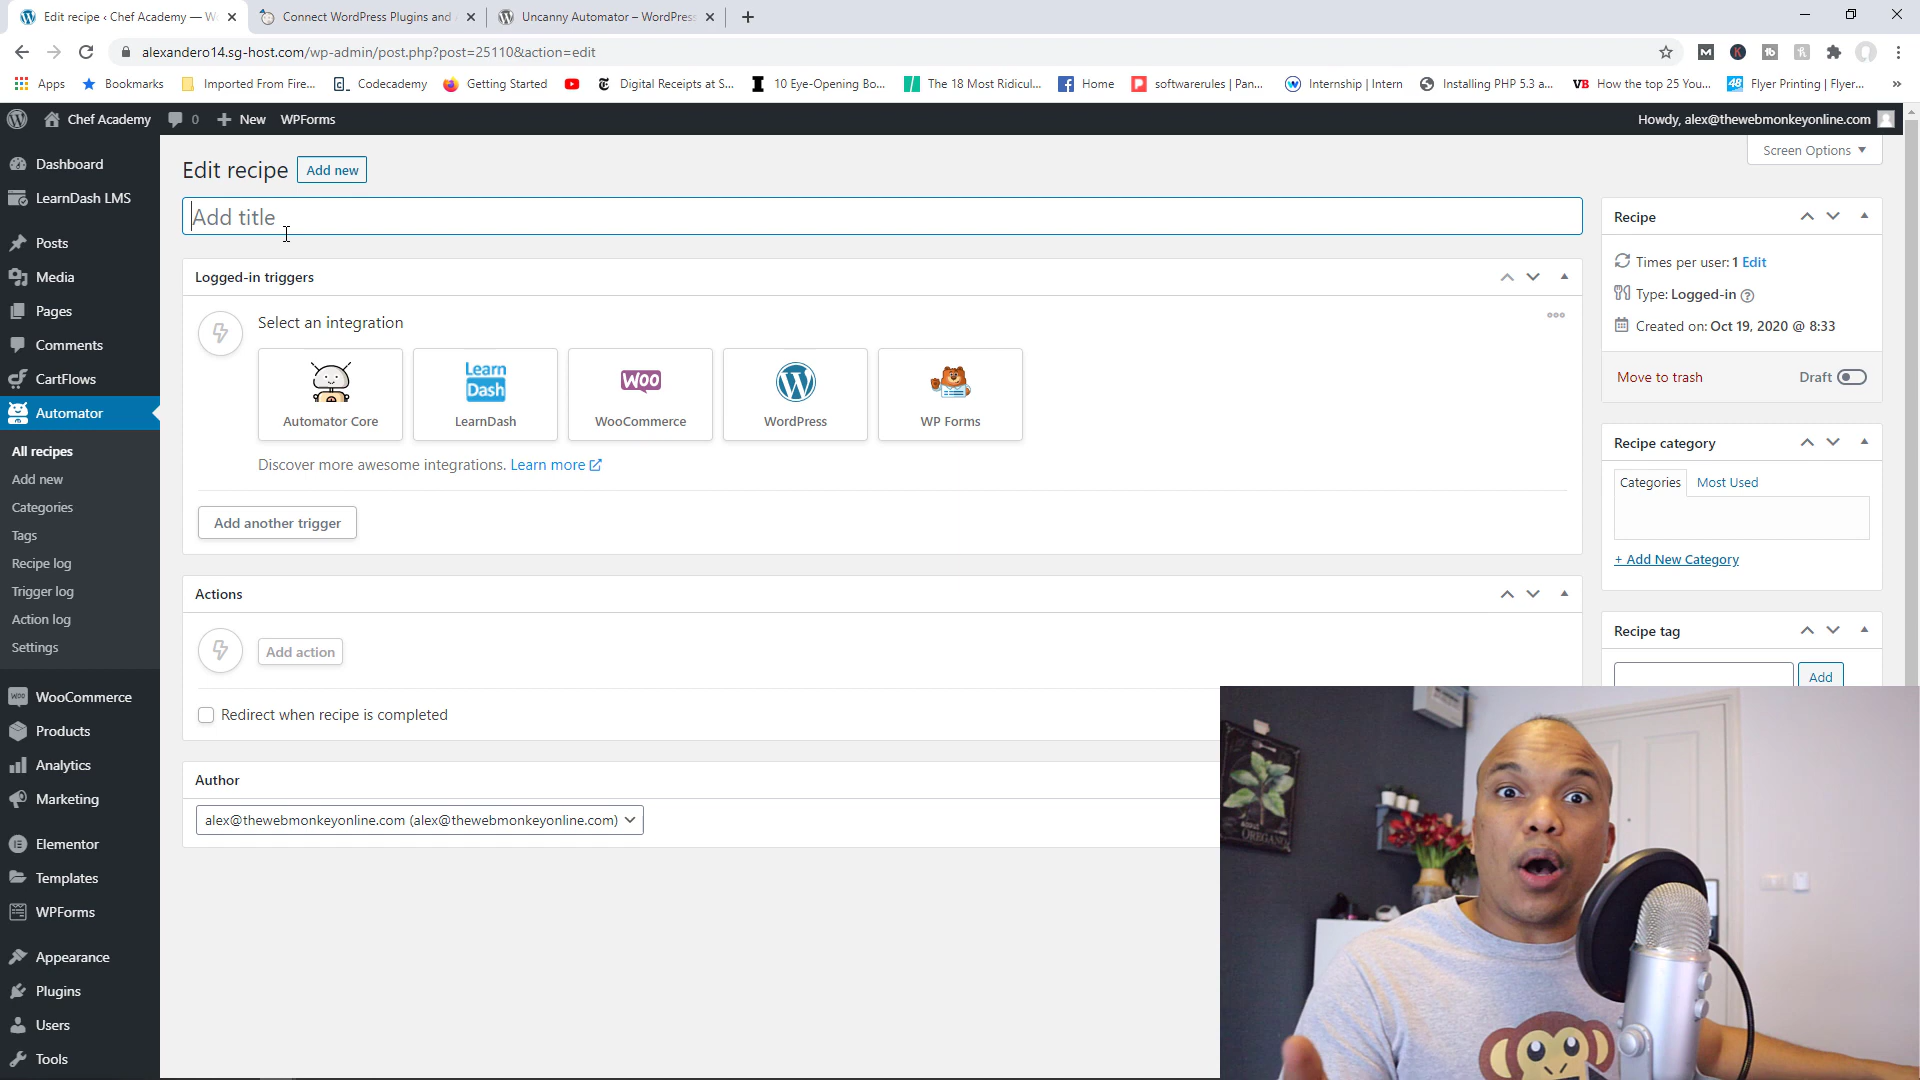 Edit recipe ‹ Chef Academy — W
Connect WordPress Plugins and
Uncanny Automator – WordPress
alexandero14.sg-host.com/wp-admin/post.php?post=25110&action=edit
Apps
Bookmarks
Imported From Fire...
Codecademy
Getting Started
Digital Receipts at S...
10 Eye-Opening Bo...
The 18 Most Ridicul...
Home
softwarerules | Pan...
Internship | Intern
Installing PHP 5.3 a...
How the top 25 You...
Flyer Printing | Flyer...
Chef Academy
0
New
WPForms
Howdy, alex@thewebmonkeyonline.com
Screen Options
Dashboard
LearnDash LMS
Posts
Media
Pages
Comments
CartFlows
Automator
All recipes
Add new
Categories
Tags
Recipe log
Trigger log
Action log
Settings
WooCommerce
Products
Analytics
Marketing
Elementor
Templates
WPForms
Appearance
Plugins
Users
Tools
Edit recipe
Add new
Add title
Logged-in triggers
Select an integration
Automator Core
Learn
Dash
LearnDash
WOO
WooCommerce
WordPress
WP Forms
Discover more awesome integrations. Learn more
Add another trigger
Actions
Add action
Redirect when recipe is completed
Author
alex@thewebmonkeyonline.com (alex@thewebmonkeyonline.com)
Recipe
Times per user: 1 Edit
Type: Logged-in
Created on: Oct 19, 2020 @ 8:33
Move to trash
Draft
Recipe category
Categories
Most Used
+ Add New Category
Recipe tag
Add
OREGANO